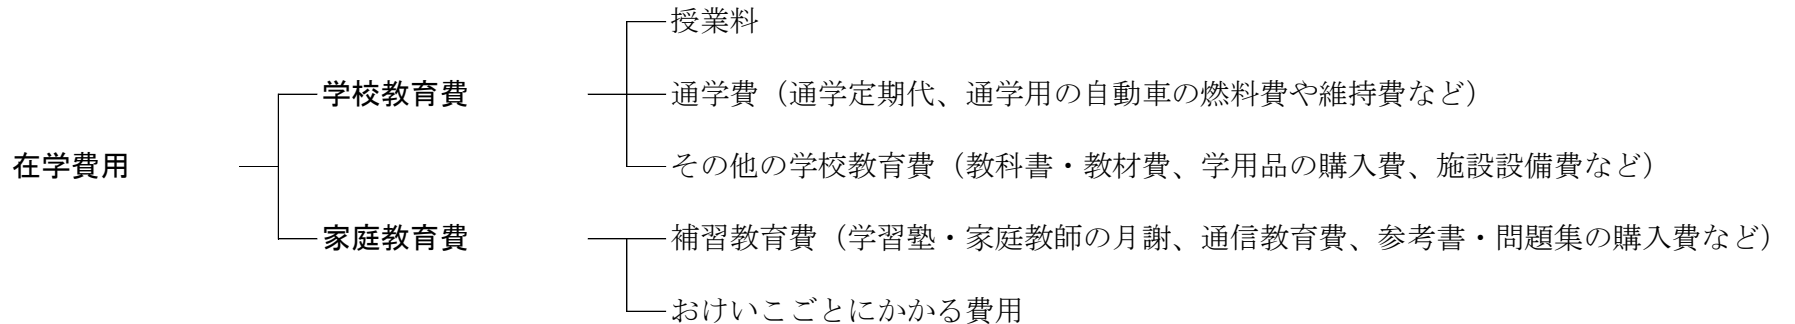 授業料
学校教育費
通学費（通学定期代、通学用の自動車の燃料費や維持費など）
在学費用
その他の学校教育費（教科書・教材費、学用品の購入費、施設設備費など）
家庭教育費
補習教育費（学習塾・家庭教師の月謝、通信教育費、参考書・問題集の購入費など）
おけいこごとにかかる費用